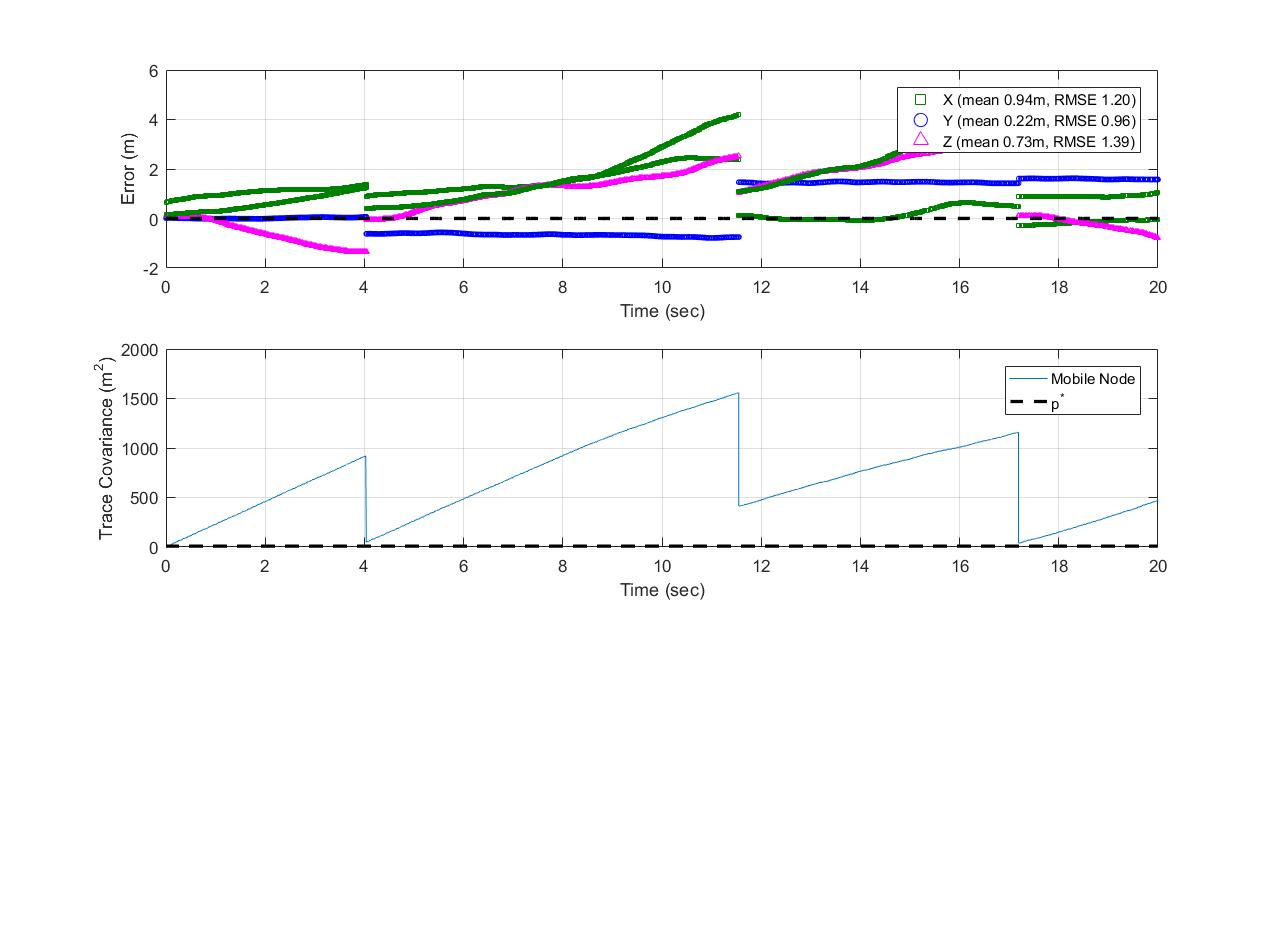 6
4
2
0
-2
Error (m)
X (mean 0.94m, RMSE 1.20)
Y (mean 0.22m, RMSE 0.96)
Z (mean 0.73m, RMSE 1.39)
0 2 4 6 8 10 12 14 16 18 20
Time (sec)
2000
1500
1000
500
0
Trace Covariance (m²)
Mobile Node
p*
0 2 4 6 8 10 12 14 16 18 20
Time (sec)